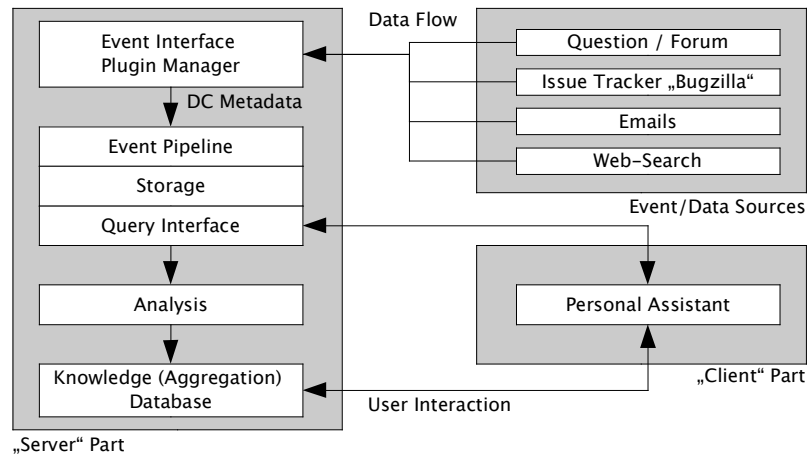 Data Flow
Event Interface
Plugin Manager
DC Metadata
Event Pipeline
Storage
Query Interface
Analysis
Knowledge (Aggregation)
Database
„Server“ Part
Question / Forum
Issue Tracker „Bugzilla“
Emails
Web–Search
Event/Data Sources
Personal Assistant
„Client“ Part
User Interaction